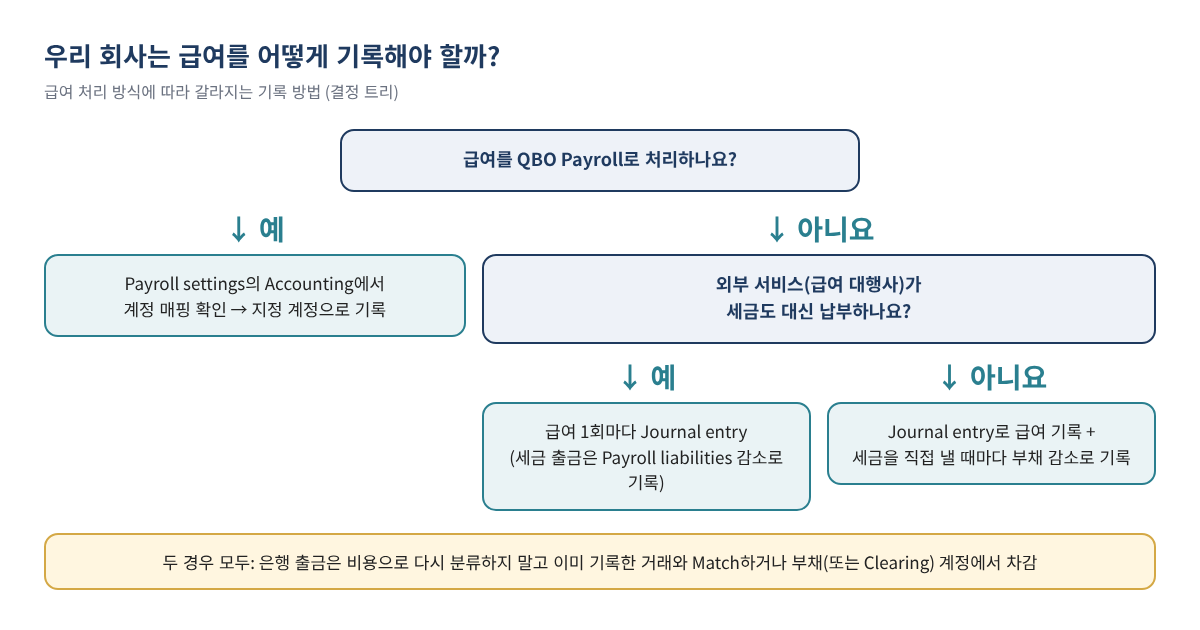 우리 회사는 급여를 어떻게 기록해야 할까?
급여 처리 방식에 따라 갈라지는 기록 방법 (결정 트리)
급여를 QBO Payroll로 처리하나요?
↓ 예
↓ 아니요
Payroll settings의 Accounting에서
계정 매핑 확인 → 지정 계정으로 기록
외부 서비스(급여 대행사)가
세금도 대신 납부하나요?
↓ 예
↓ 아니요
급여 1회마다 Journal entry
(세금 출금은 Payroll liabilities 감소로
기록)
Journal entry로 급여 기록 +
세금을 직접 낼 때마다 부채 감소로 기록
두 경우 모두: 은행 출금은 비용으로 다시 분류하지 말고 이미 기록한 거래와 Match하거나 부채(또는 Clearing) 계정에서 차감